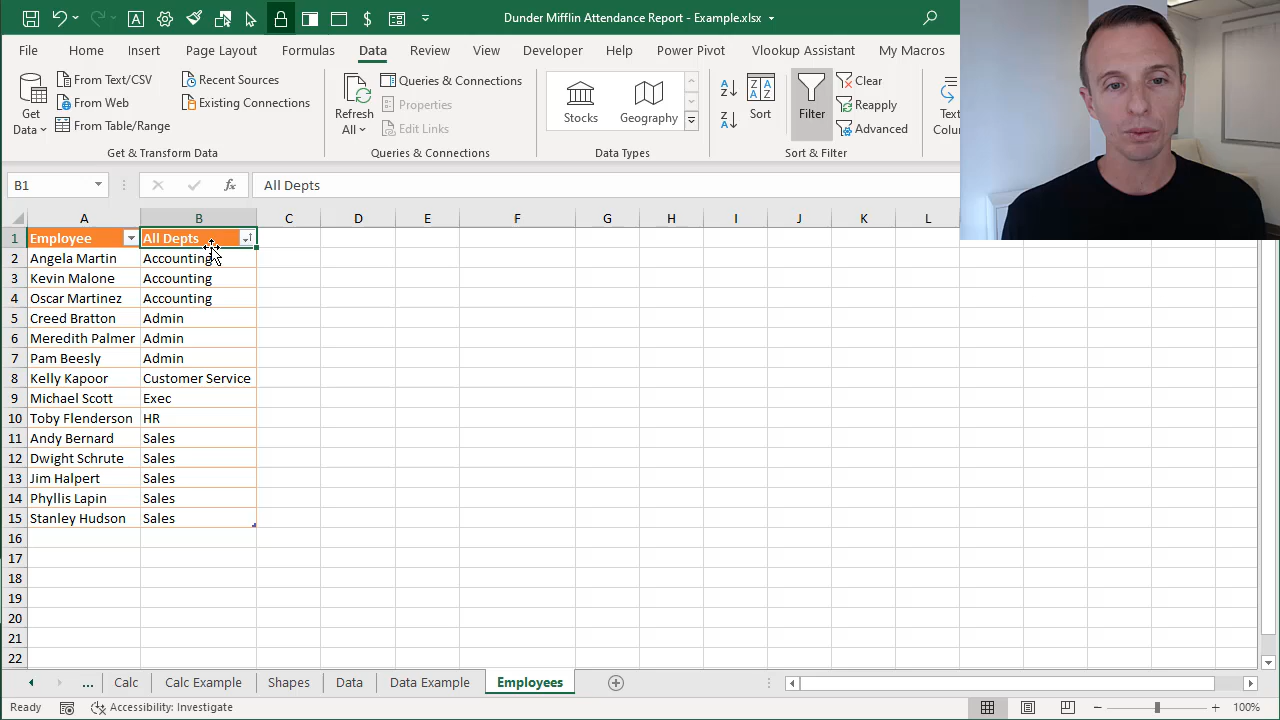 Dunder Mifflin Attendance Report - Example.xlsx
File Home Insert Page Layout Formulas Data Review View Developer Help Power Pivot Vlookup Assistant My Macros
Get Data
From Text/CSV
From Web
From Table/Range
Recent Sources
Existing Connections
Get & Transform Data
Refresh All
Queries & Connections
Properties
Edit Links
Queries & Connections
Stocks
Geography
Data Types
Sort
Filter
Clear
Reapply
Advanced
Sort & Filter
Text
B1
fx
All Depts
A B C D E F G H I J K L
1 Employee All Depts
2 Angela Martin Accounting
3 Kevin Malone Accounting
4 Oscar Martinez Accounting
5 Creed Bratton Admin
6 Meredith Palmer Admin
7 Pam Beesly Admin
8 Kelly Kapoor Customer Service
9 Michael Scott Exec
10 Toby Flenderson HR
11 Andy Bernard Sales
12 Dwight Schrute Sales
13 Jim Halpert Sales
14 Phyllis Lapin Sales
15 Stanley Hudson Sales
16
17
18
19
20
21
22
... Calc Calc Example Shapes Data Data Example Employees
Ready Accessibility: Investigate 100%